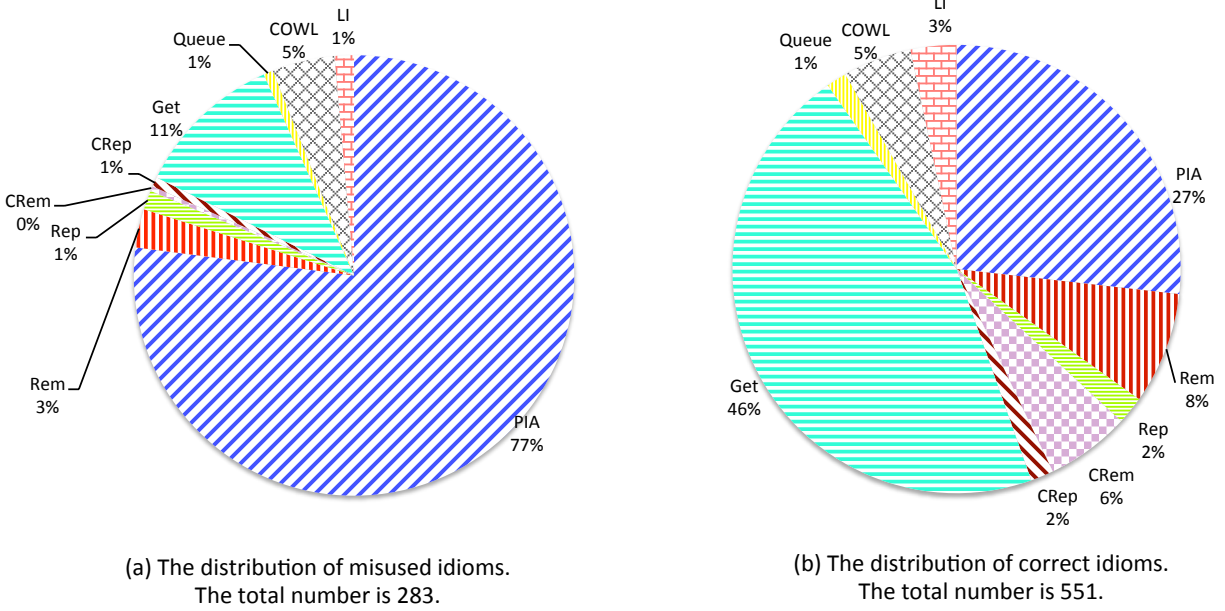 LI
1%
COWL
5%
Queue
1%
Get
11%
CRep
1%
CRem
0%
Rep
1%
Rem
3%
PIA
77%
(a) The distribution of misused idioms.
The total number is 283.
LI
3%
COWL
5%
Queue
1%
PIA
27%
Rem
8%
Rep
2%
CRem
6%
CRep
2%
Get
46%
(b) The distribution of correct idioms.
The total number is 551.